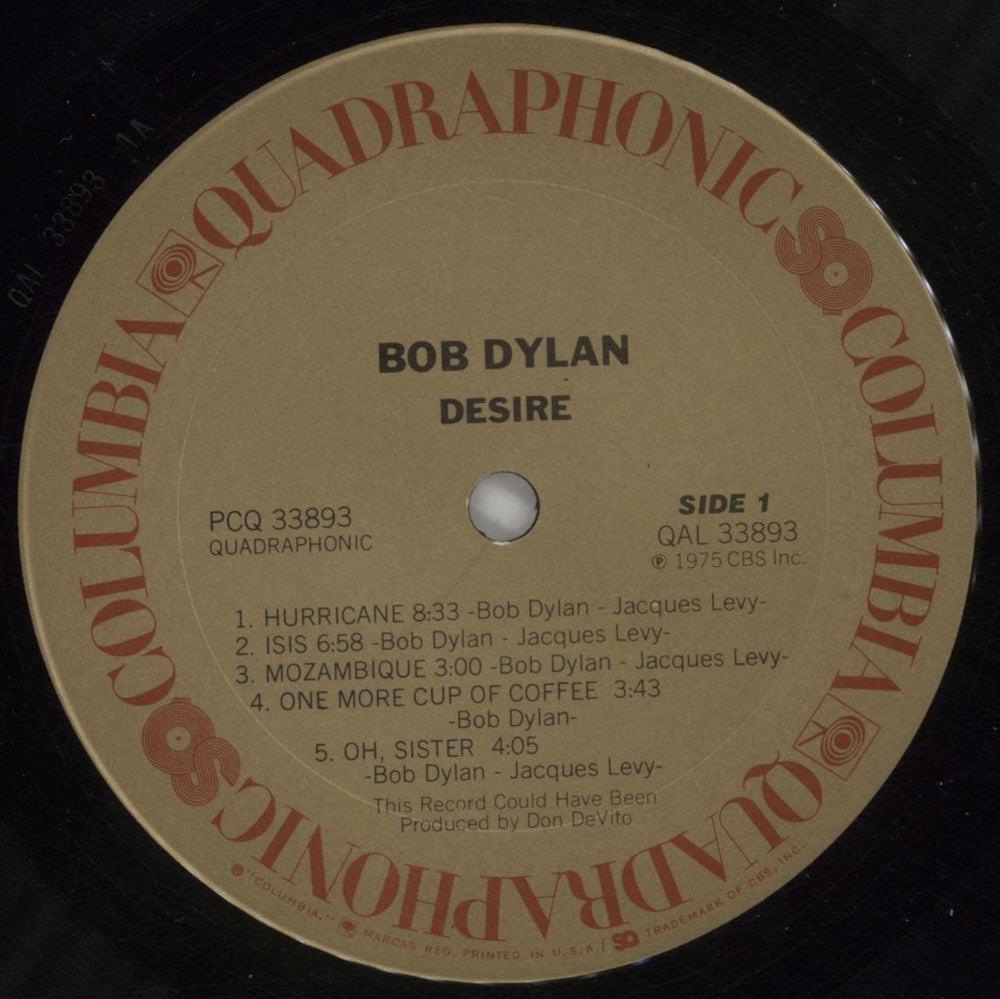 QUADRAPHONIC SQ COLUMBIA QUADRAPHONIC SQ COLUMBIA
BOB DYLAN
DESIRE
PCQ 33893
QUADRAPHONIC
SIDE 1
QAL 33893
℗ 1975 CBS Inc.
1. HURRICANE 8:33 -Bob Dylan - Jacques Levy-
2. ISIS 6:58 -Bob Dylan - Jacques Levy-
3. MOZAMBIQUE 3:00 -Bob Dylan - Jacques Levy-
4. ONE MORE CUP OF COFFEE 3:43
-Bob Dylan-
5. OH, SISTER 4:05
-Bob Dylan - Jacques Levy-
This Record Could Have Been
Produced by Don DeVito
® "COLUMBIA," MARCAS REG. PRINTED IN U.S.A./ SQ TRADEMARK OF CBS, INC.
QAL 33893 1A